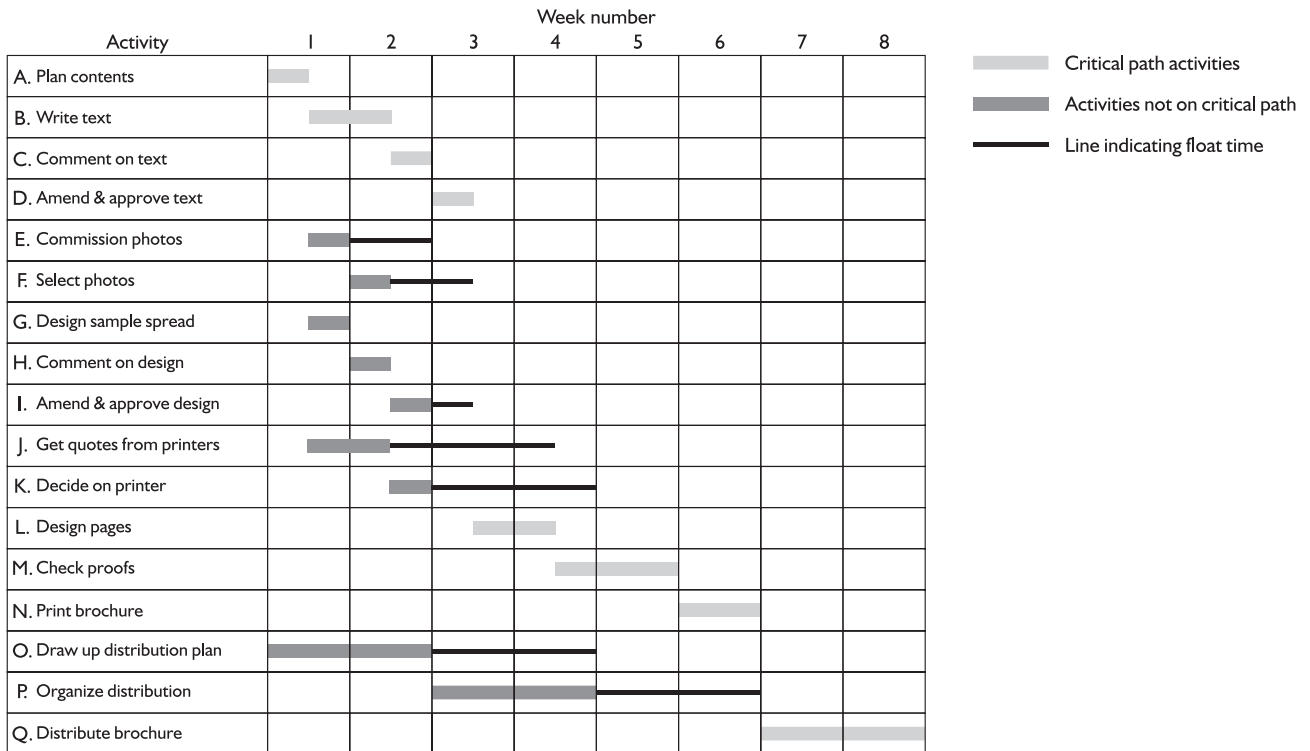 Week number
Activity 1 2 3 4 5 6 7 8
A. Plan contents
B. Write text
C. Comment on text
D. Amend & approve text
E. Commission photos
F. Select photos
G. Design sample spread
H. Comment on design
I. Amend & approve design
J. Get quotes from printers
K. Decide on printer
L. Design pages
M. Check proofs
N. Print brochure
O. Draw up distribution plan
P. Organize distribution
Q. Distribute brochure
Critical path activities
Activities not on critical path
Line indicating float time